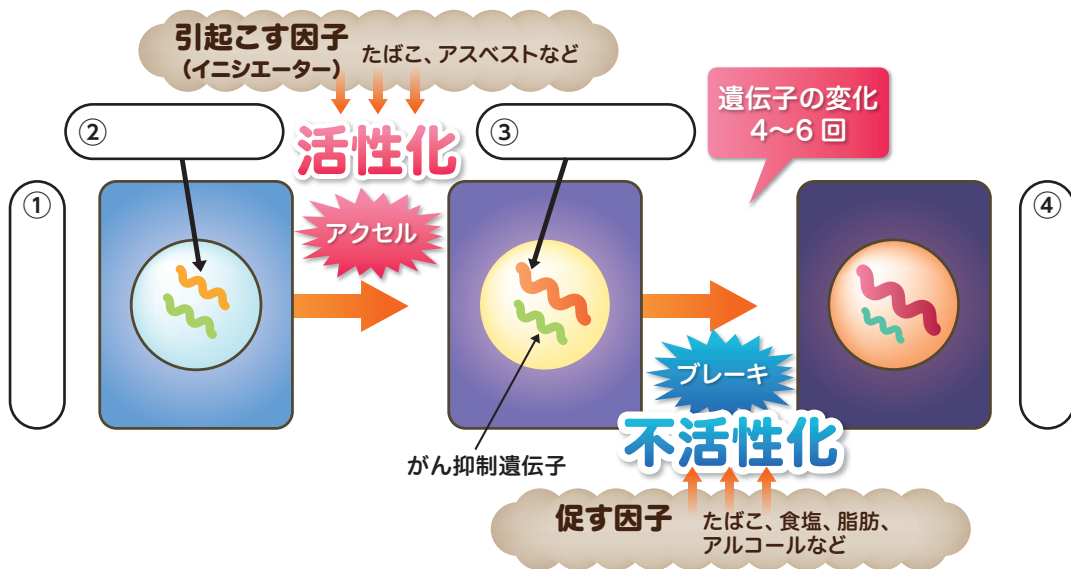 引起こす因子
(イニシエーター)
たばこ、アスベストなど
②
活性化
③
遺伝子の変化
4〜6 回
①
アクセル
④
ブレーキ
不活性化
がん抑制遺伝子
促す因子
たばこ、食塩、脂肪、
アルコールなど